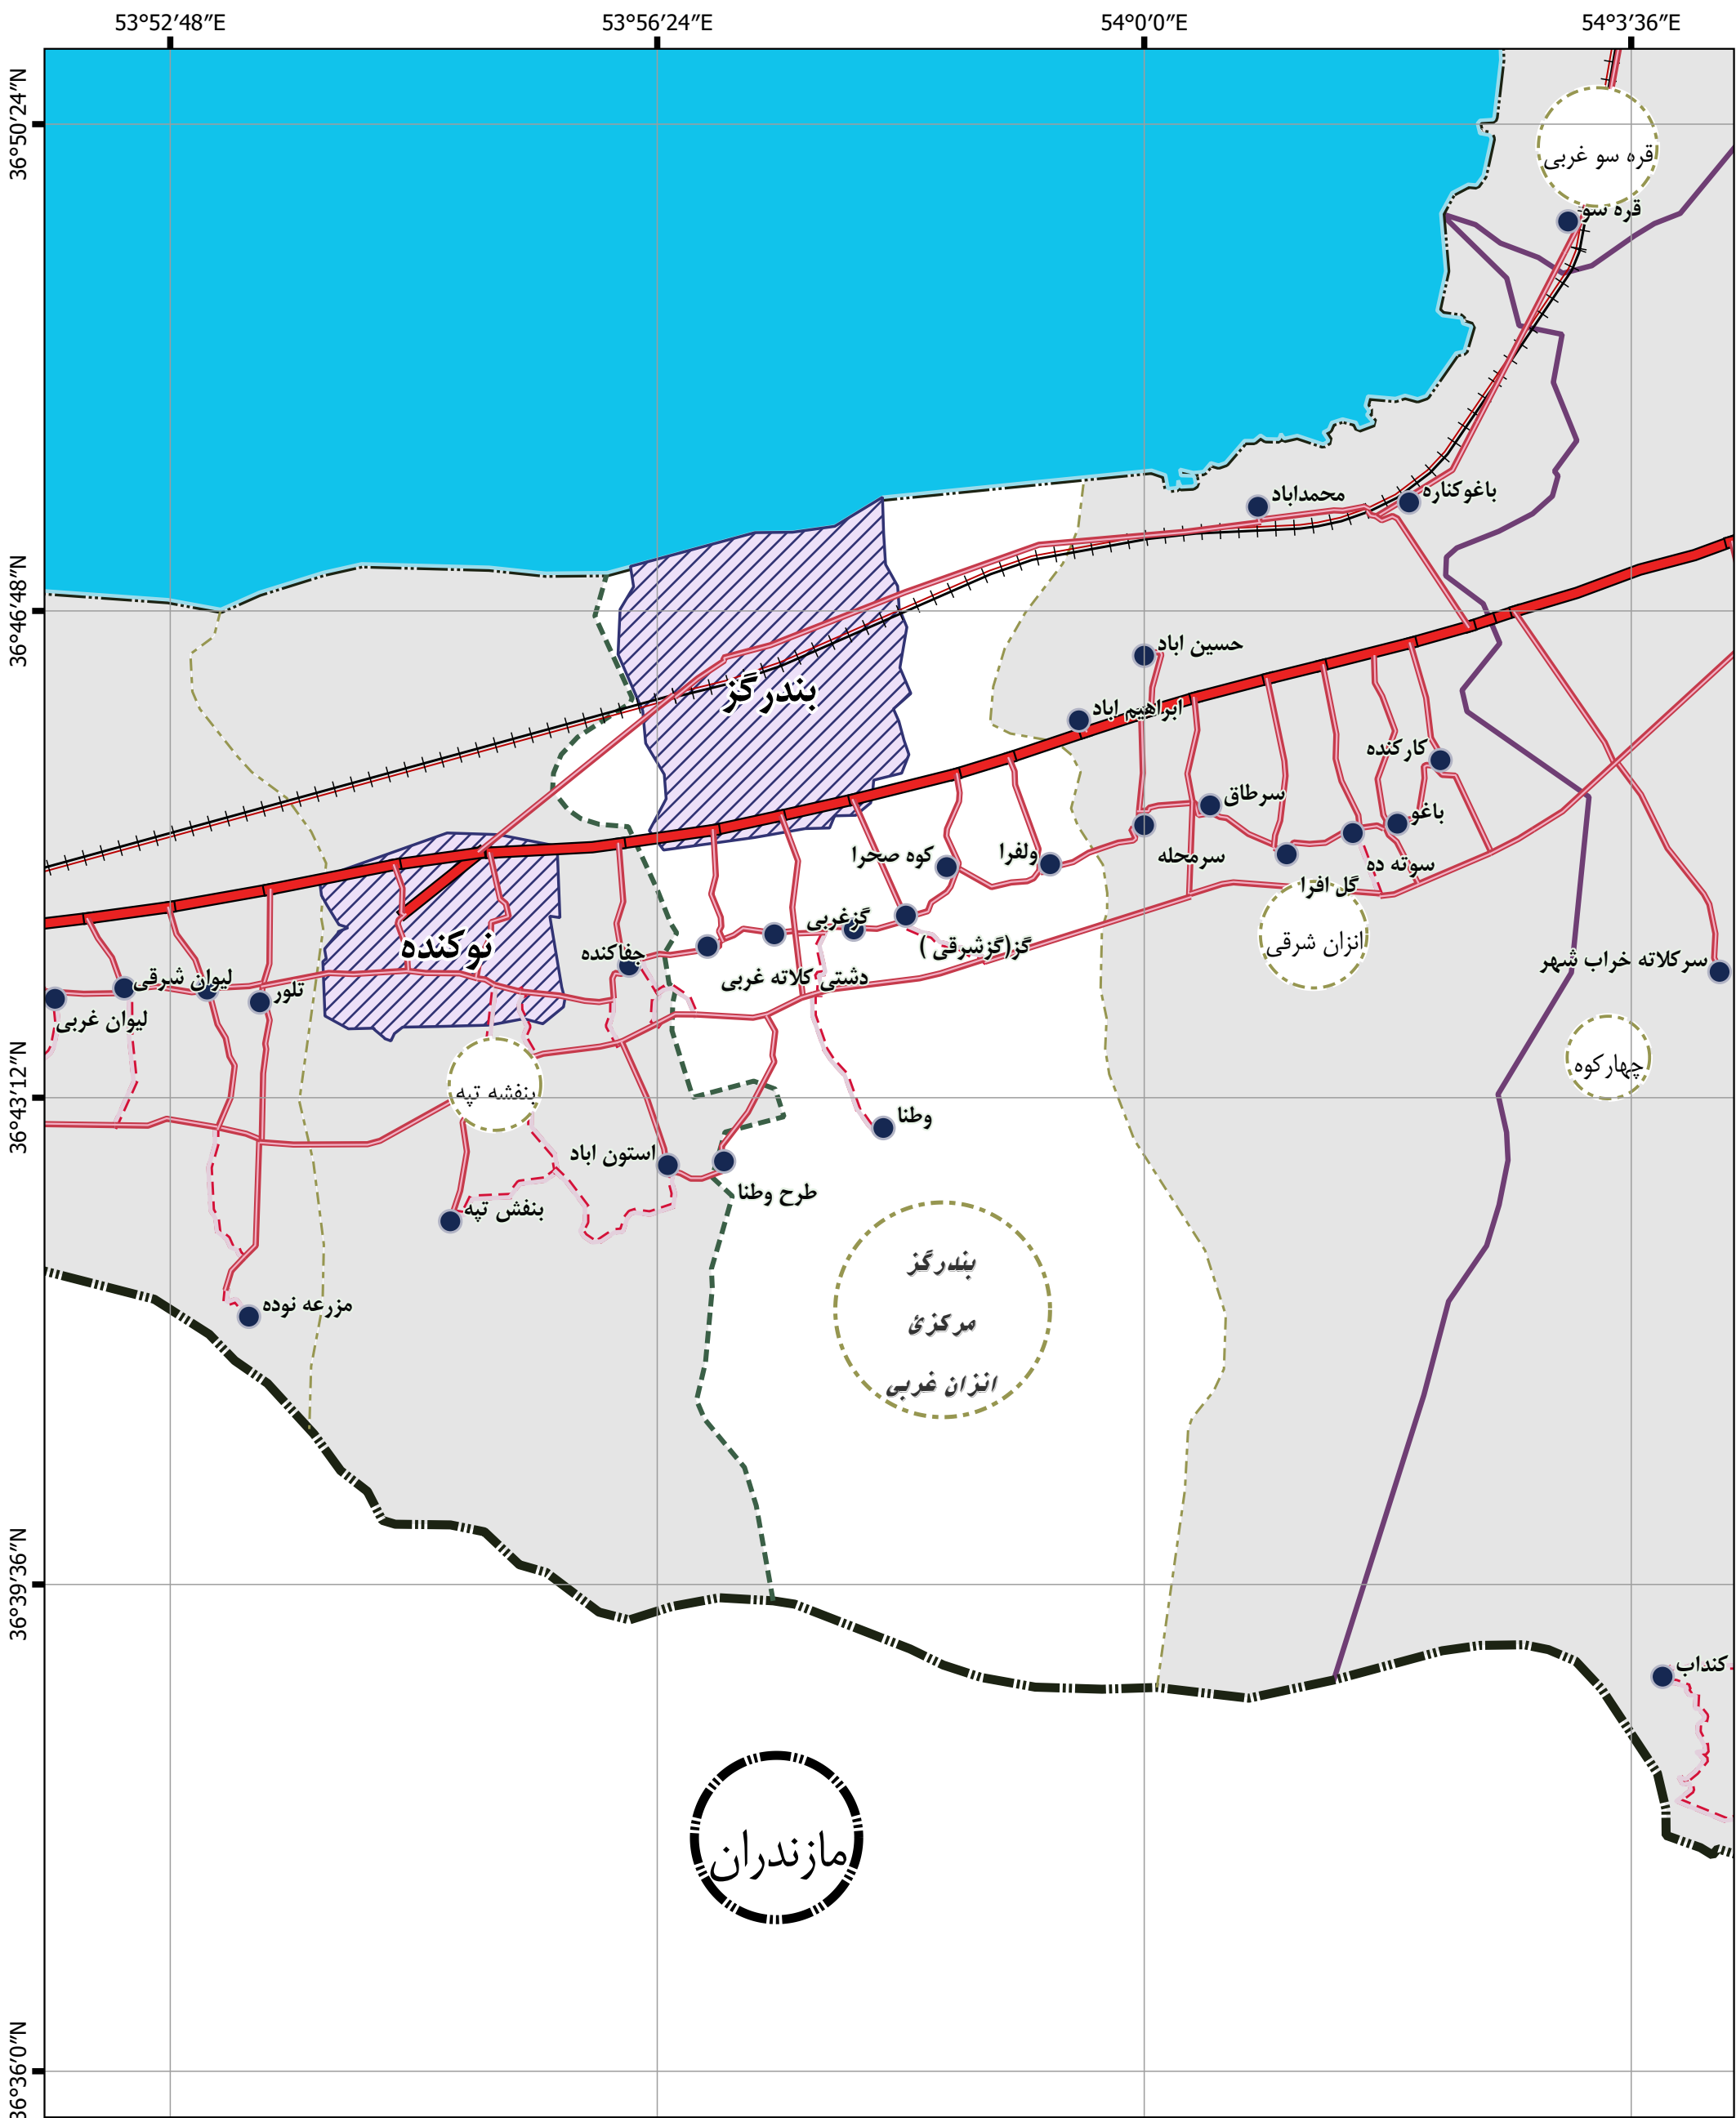 53°52′48″E
53°56′24″E
54°0′0″E
54°3′36″E
36°50′24″N
36°46′48″N
36°43′12″N
36°39′36″N
36°36′0″N
قره سو غربی
قره سو
باغوکناره
محمداباد
حسین اباد
بندرگز
ابراهیم اباد
کارکنده
سرطاق
باغو
ولفرا
کوه صحرا
سرمحله
سوته ده
گل افرا
گزغربی
نوکنده
گز(گزشرقی )
انزان شرقی
جفاکنده
سرکلاته خراب شهر
دشتی کلاته غربی
لیوان شرقی
تلور
لیوان غربی
چهارکوه
بنفشه تپه
وطنا
استون اباد
طرح وطنا
بنفش تپه
بندرگز
مرکزئ
انزان غربی
مزرعه نوده
کنداب
مازندران